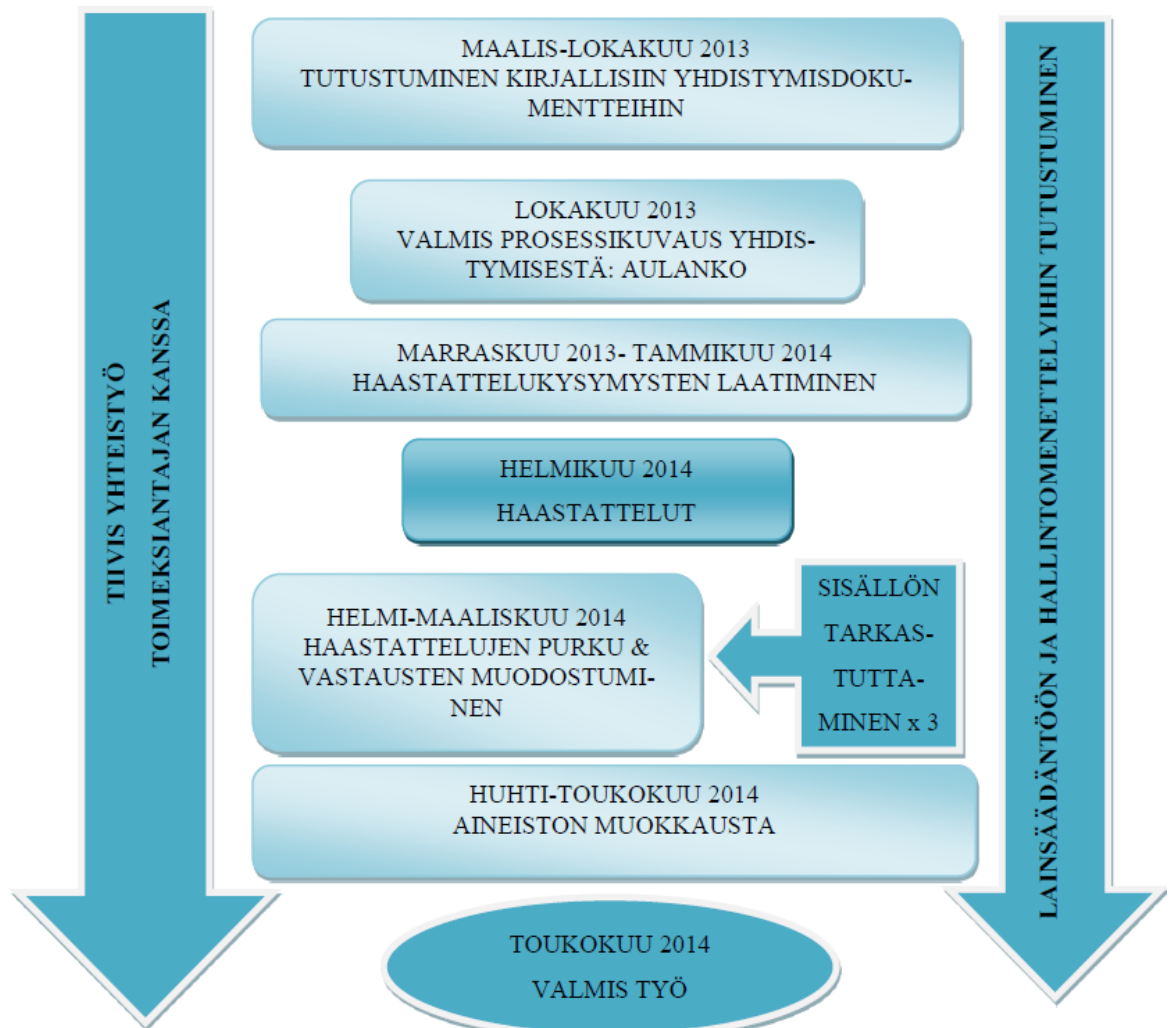 TIIVIS YHTEISTYÖ
TOIMEKSIANTAJAN KANSSA
MAALIS-LOKAKUU 2013
TUTUSTUMINEN KIRJALLISIIN YHDISTYMISDOKU-
MENTTEIHIN
LOKAKUU 2013
VALMIS PROSESSIKUVAUS YHDIS-
TYMISESTÄ: AULANKO
MARRASKUU 2013- TAMMIKUU 2014
HAASTATTELUKYSYMYSTEN LAATIMINEN
HELMIKUU 2014
HAASTATTELUT
HELMI-MAALISKUU 2014
HAASTATTELUJEN PURKU &
VASTAUSTEN MUODOSTUMI-
NEN
SISÄLLÖN
TARKAS-
TUTTA-
MINEN x 3
HUHTI-TOUKOKUU 2014
AINEISTON MUOKKAUSTA
TOUKOKUU 2014
VALMIS TYÖ
LAINSÄÄDÄNTÖÖN JA HALLINTOMENETTELYIHIN TUTUSTUMINEN